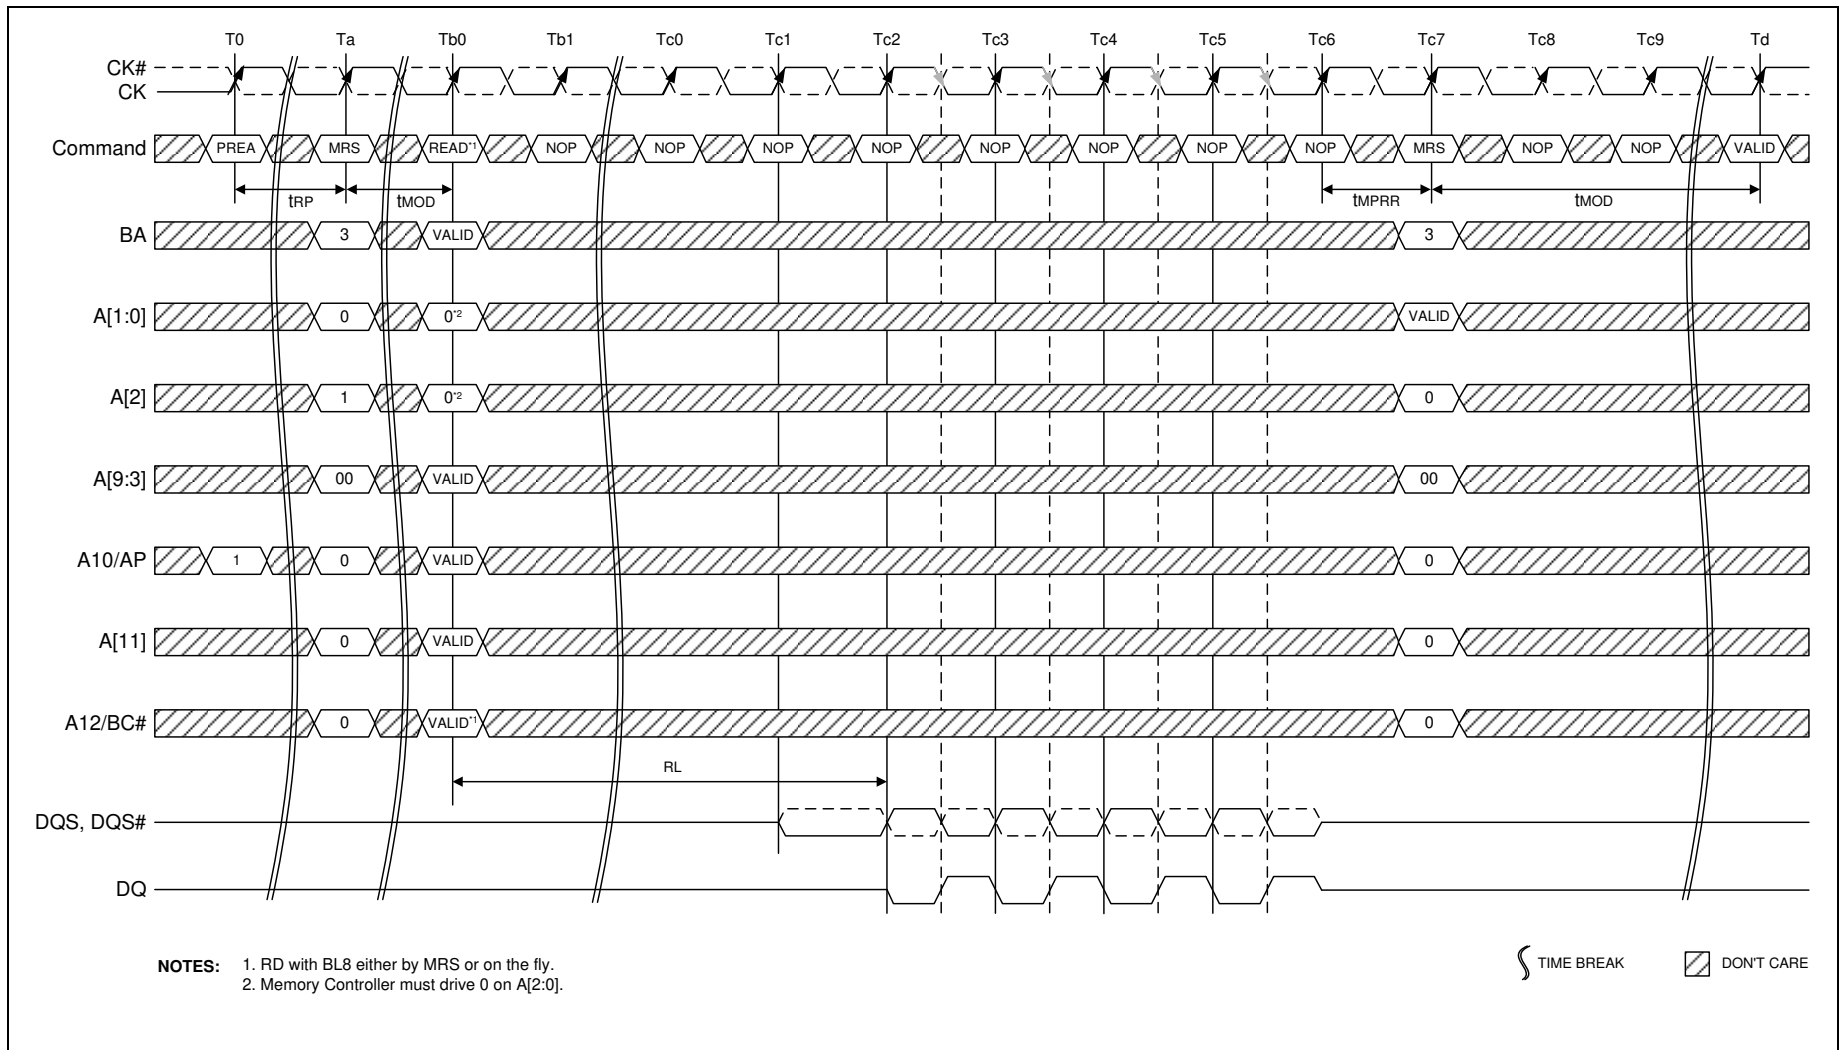 T0 Ta Tb0 Tb1 Tc0 Tc1 Tc2 Tc3 Tc4 Tc5 Tc6 Tc7 Tc8 Tc9 Td
CK#
CK
Command PREA MRS READ*1 NOP NOP NOP NOP NOP NOP NOP NOP MRS NOP NOP VALID
tRP tMOD tMPRR tMOD
BA 3 VALID 3
A[1:0] 0 0*2 VALID
A[2] 1 0*2 0
A[9:3] 00 VALID 00
A10/AP 1 0 VALID 0
A[11] 0 VALID 0
A12/BC# 0 VALID*1 0
RL
DQS, DQS#
DQ
NOTES: 1. RD with BL8 either by MRS or on the fly.
2. Memory Controller must drive 0 on A[2:0].
TIME BREAK DON'T CARE